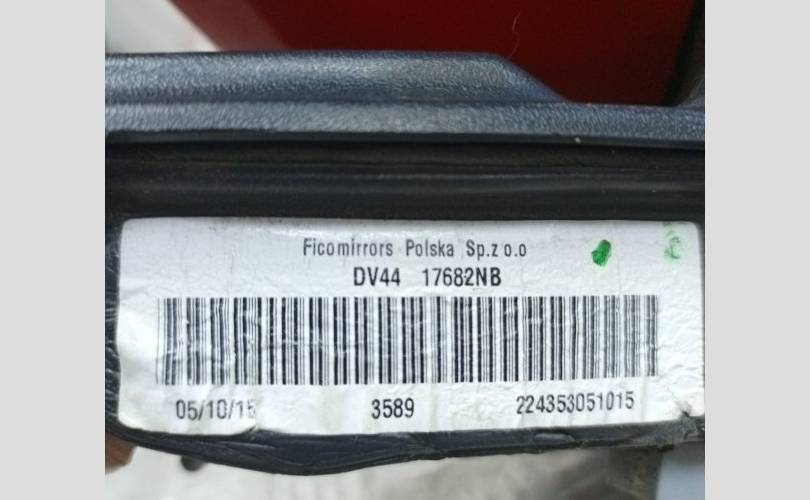 Ficomirrors Polska Sp.z o.o
DV44 17682NB
05/10/15 3589 224353051015